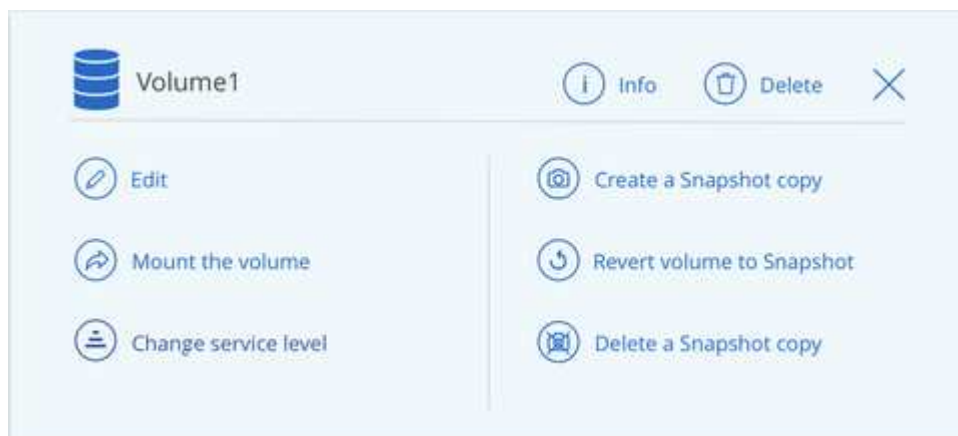 Volume1
Info
Delete
Edit
Mount the volume
Change service level
Create a Snapshot copy
Revert volume to Snapshot
Delete a Snapshot copy